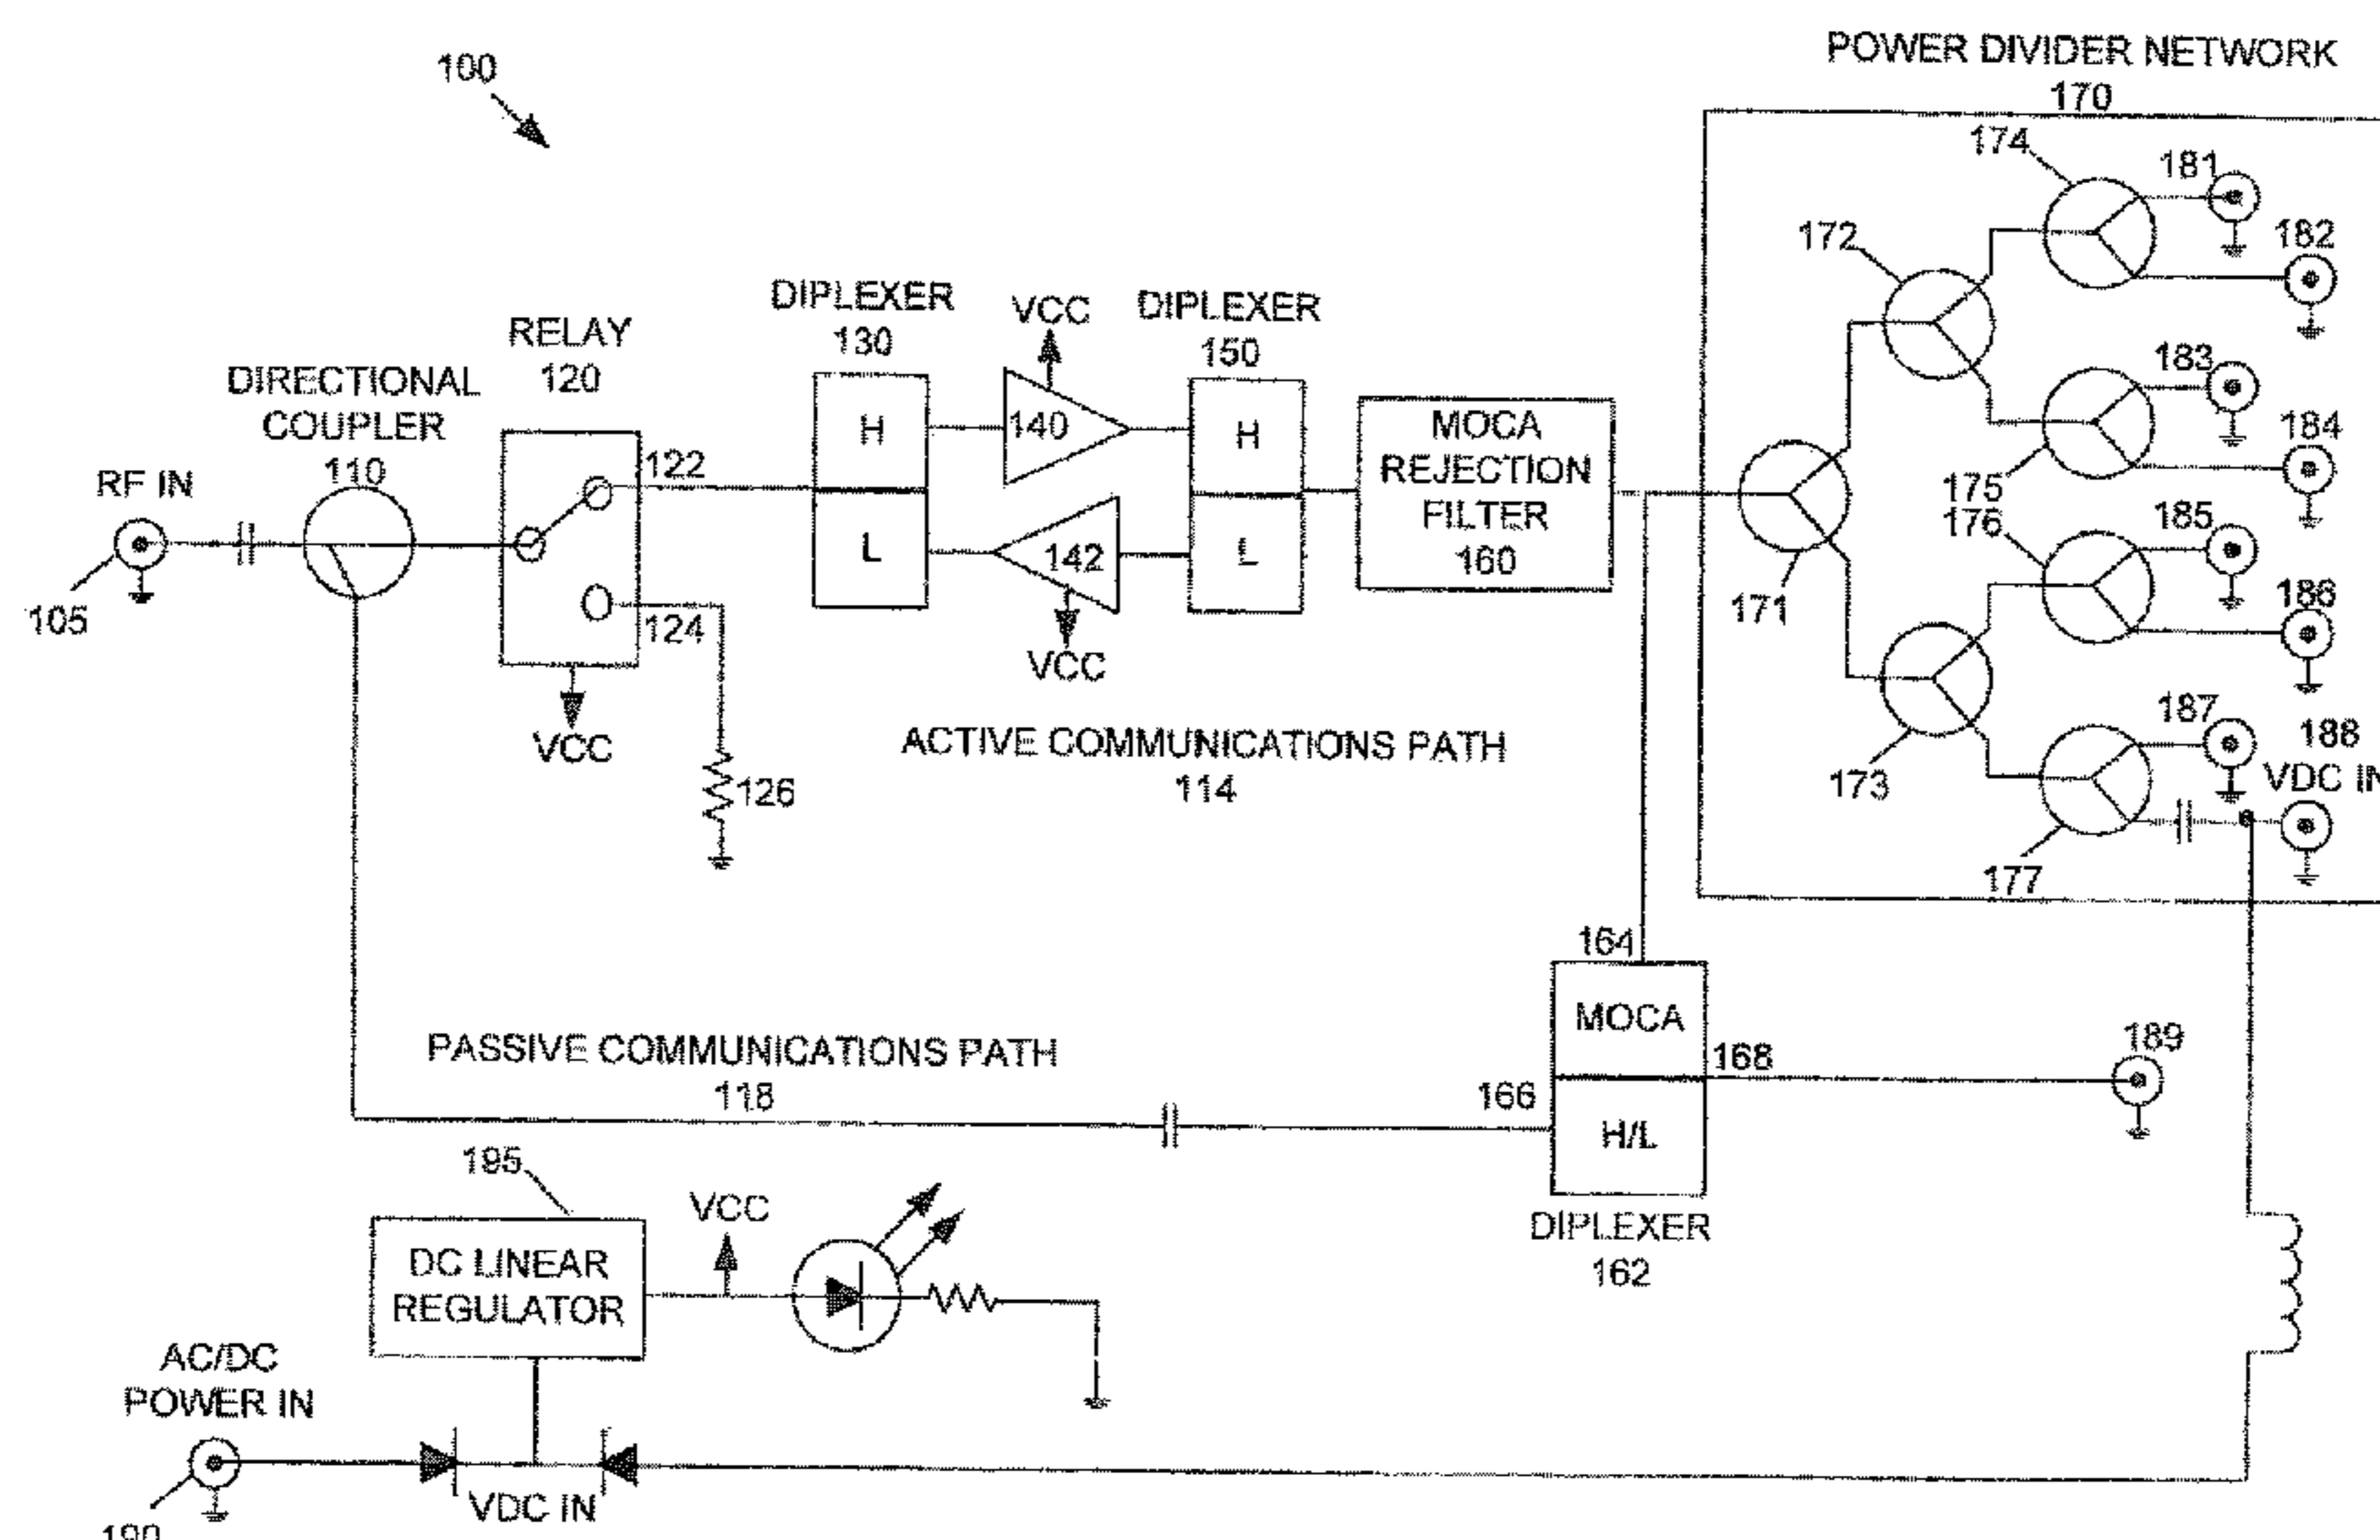 100
POWER DIVIDER NETWORK
170
174
181
182
172
183
184
175
176
185
186
171
173
187
188
VDC IN
177
DIPLEXER
130
VCC
DIPLEXER
150
RELAY
120
DIRECTIONAL
COUPLER
110
RF IN
105
122
124
VCC
126
H
L
140
142
VCC
H
L
MOCA
REJECTION
FILTER
160
ACTIVE COMMUNICATIONS PATH
114
164
MOCA
168
189
166
H/L
DIPLEXER
162
PASSIVE COMMUNICATIONS PATH
118
195
VCC
DC LINEAR
REGULATOR
AC/DC
POWER IN
VDC IN
190